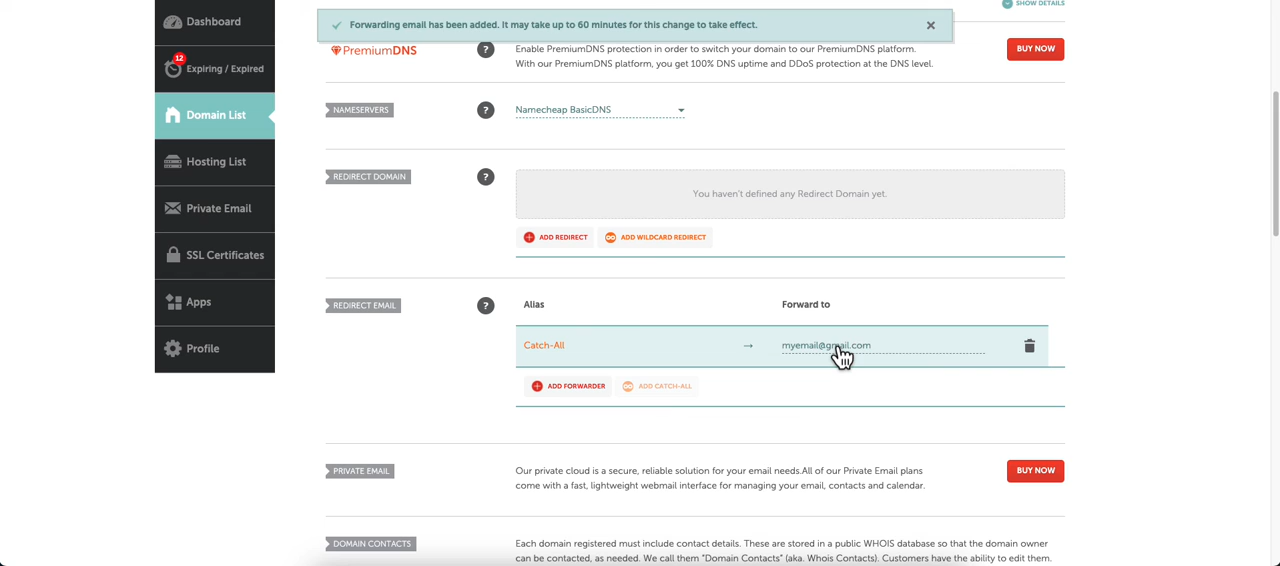 Dashboard
12
Expiring / Expired
Domain List
Hosting List
Private Email
SSL Certificates
Apps
Profile
Forwarding email has been added. It may take up to 60 minutes for this change to take effect.
SHOW DETAILS
PremiumDNS
?
Enable PremiumDNS protection in order to switch your domain to our PremiumDNS platform.
With our PremiumDNS platform, you get 100% DNS uptime and DDoS protection at the DNS level.
BUY NOW
NAMESERVERS
?
Namecheap BasicDNS
REDIRECT DOMAIN
?
You haven't defined any Redirect Domain yet.
ADD REDIRECT
ADD WILDCARD REDIRECT
REDIRECT EMAIL
?
Alias
Forward to
Catch-All
→
myemail@gmail.com
ADD FORWARDER
ADD CATCH-ALL
PRIVATE EMAIL
Our private cloud is a secure, reliable solution for your email needs.All of our Private Email plans
come with a fast, lightweight webmail interface for managing your email, contacts and calendar.
BUY NOW
DOMAIN CONTACTS
Each domain registered must include contact details. These are stored in a public WHOIS database so that the domain owner
can be contacted, as needed. We call them "Domain Contacts" (aka. Whois Contacts). Customers have the ability to edit them.